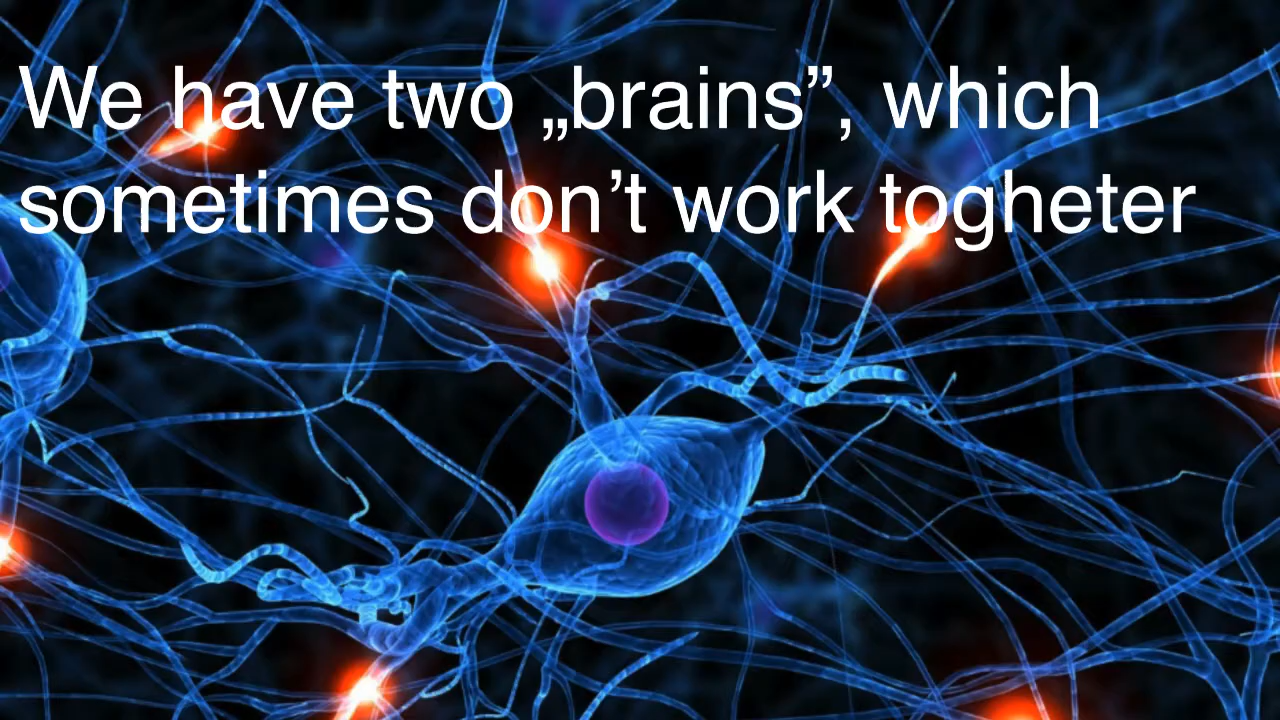 We have two „brains”, which
sometimes don’t work togheter